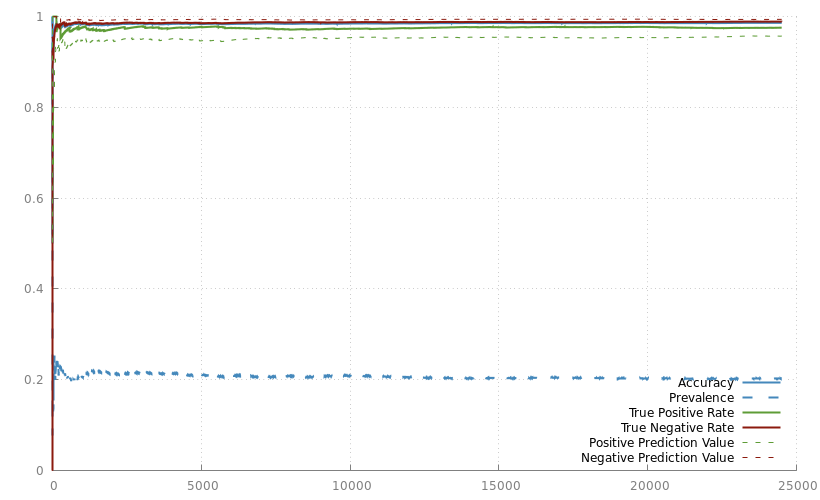 1
0.8
0.6
0.4
0.2
0
0 5000 10000 15000 20000 25000
Accuracy
Prevalence
True Positive Rate
True Negative Rate
Positive Prediction Value
Negative Prediction Value